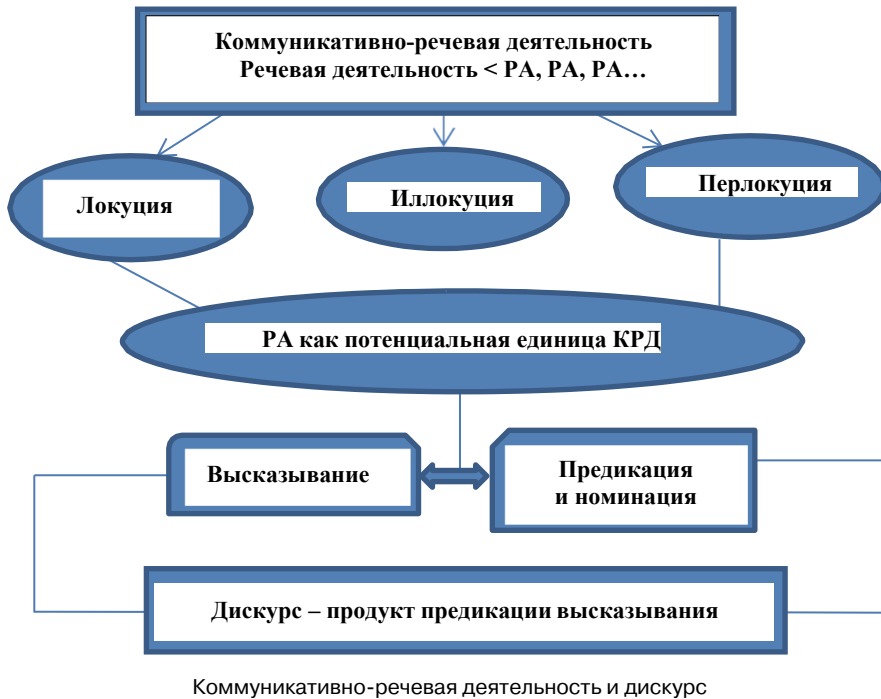 Коммуникативно-речевая деятельность
Речевая деятельность < РА, РА, РА…
Локуция
Иллокуция
Перлокуция
РА как потенциальная единица КРД
Высказывание
Предикация
и номинация
Дискурс – продукт предикации высказывания
Коммуникативно-речевая деятельность и дискурс